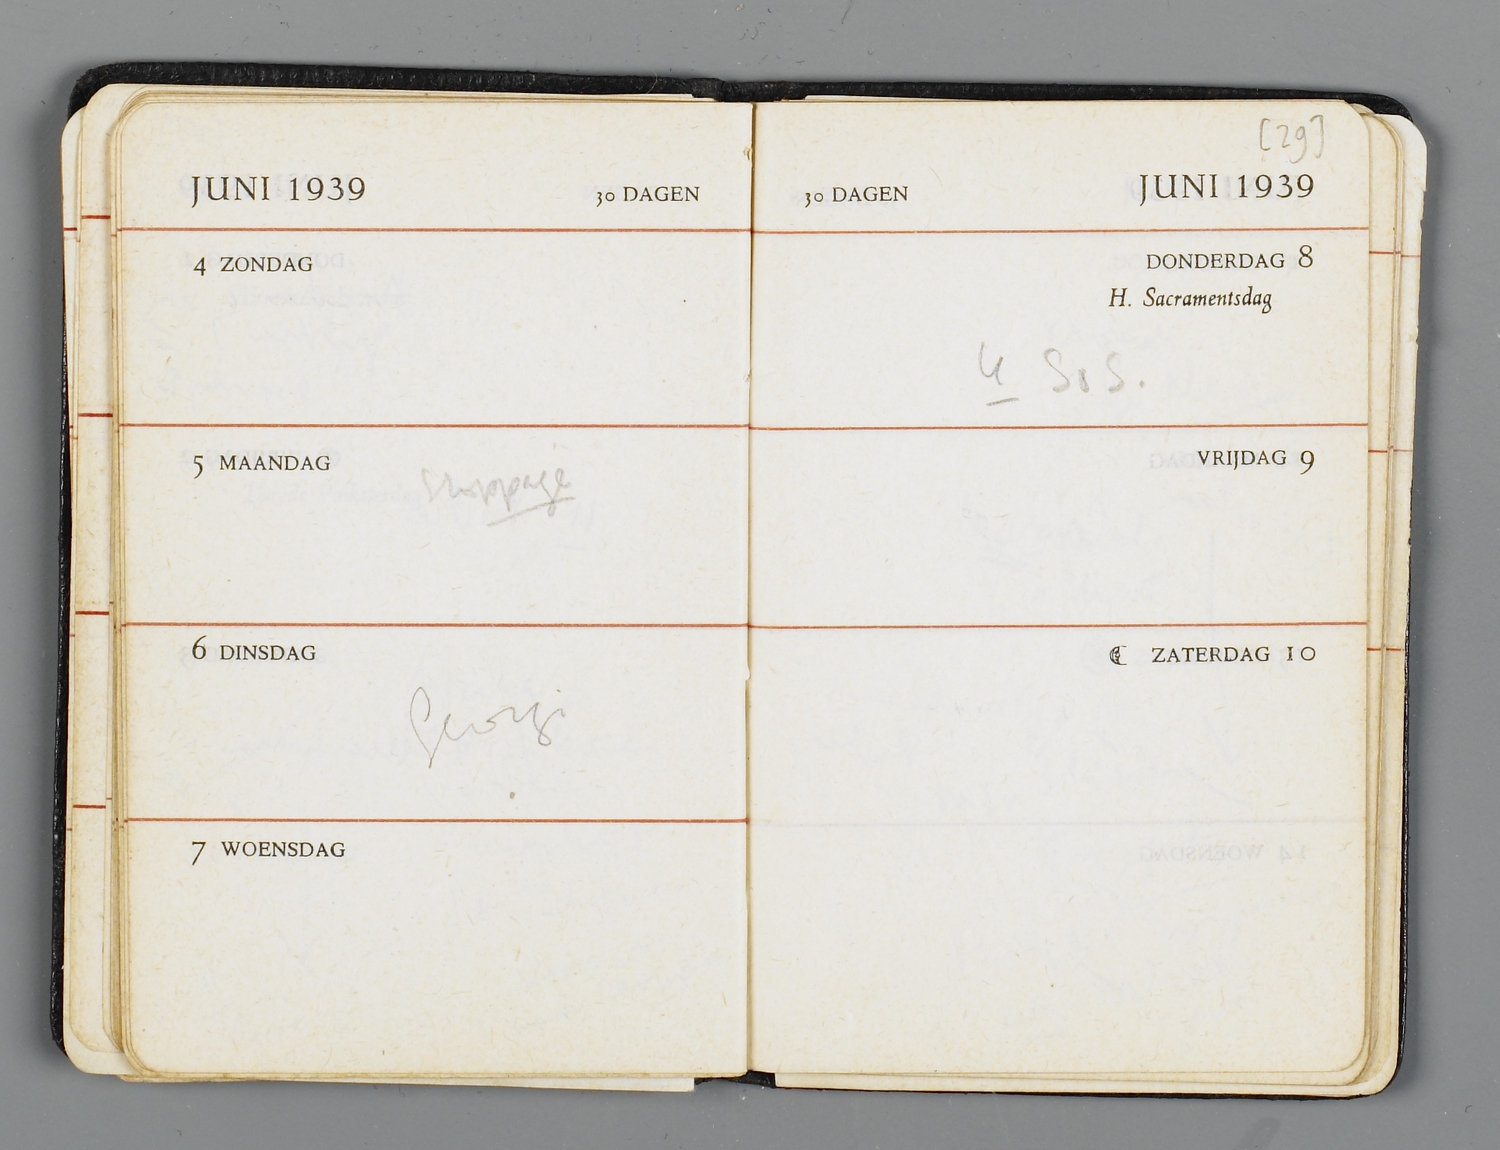 JUNI 1939 30 DAGEN
4 ZONDAG
5 MAANDAG
6 DINSDAG
7 WOENSDAG
[29]
30 DAGEN JUNI 1939
DONDERDAG 8
H. Sacramentsdag
4 S.S.
VRIJDAG 9
ZATERDAG 10